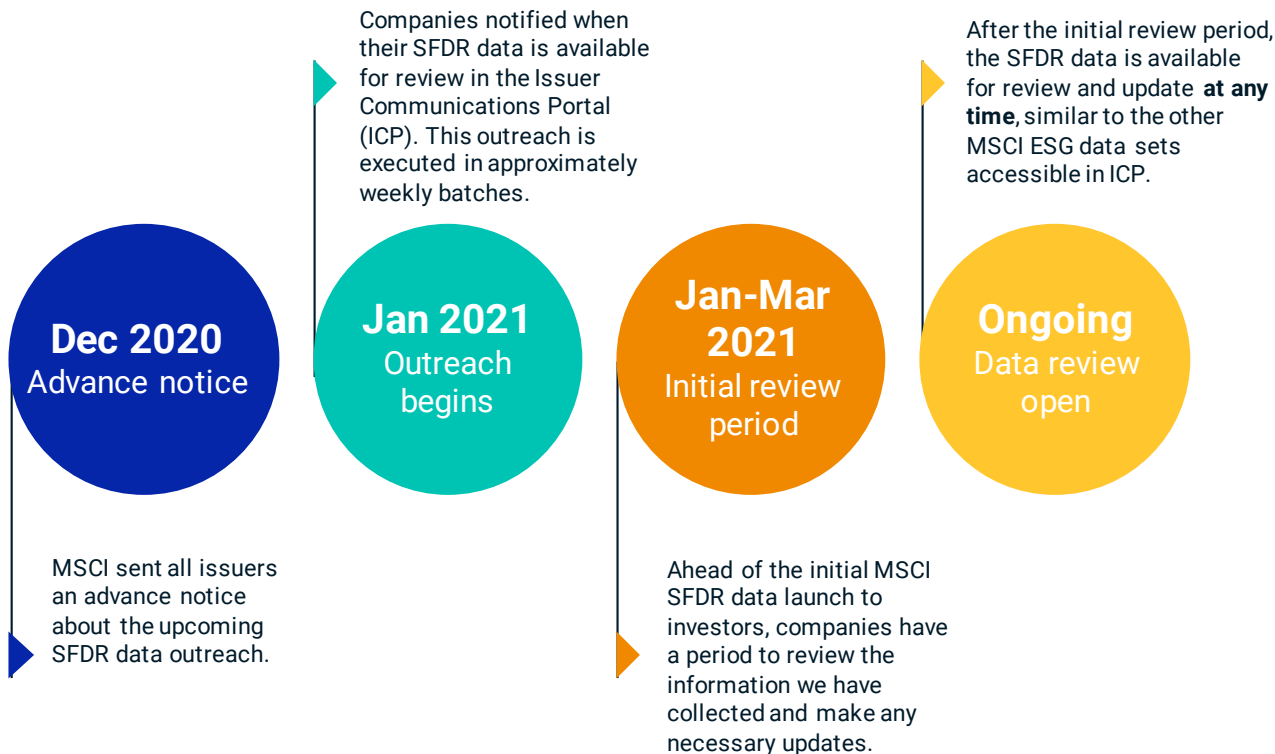 Companies notified when
their SFDR data is available
for review in the Issuer
Communications Portal
(ICP). This outreach is
executed in approximately
weekly batches.
After the initial review period,
the SFDR data is available
for review and update at any
time, similar to the other
MSCI ESG data sets
accessible in ICP.
Dec 2020
Advance notice
Jan 2021
Outreach
begins
Jan-Mar
2021
Initial review
period
Ongoing
Data review
open
MSCI sent all issuers
an advance notice
about the upcoming
SFDR data outreach.
Ahead of the initial MSCI
SFDR data launch to
investors, companies have
a period to review the
information we have
collected and make any
necessary updates.